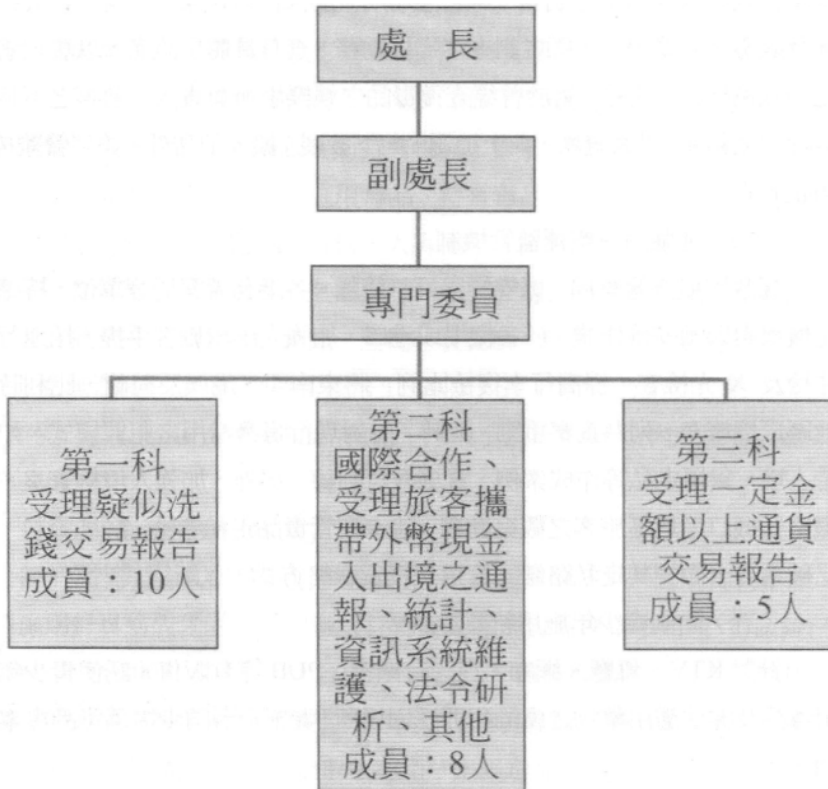 處 長
副處長
專門委員
第一科
受理疑似洗
錢交易報告
成員：10人
第二科
國際合作、
受理旅客攜
帶外幣現金
入出境之通
報、統計、
資訊系統維
護、法令研
析、其他
成員：8人
第三科
受理一定金
額以上通貨
交易報告
成員：5人